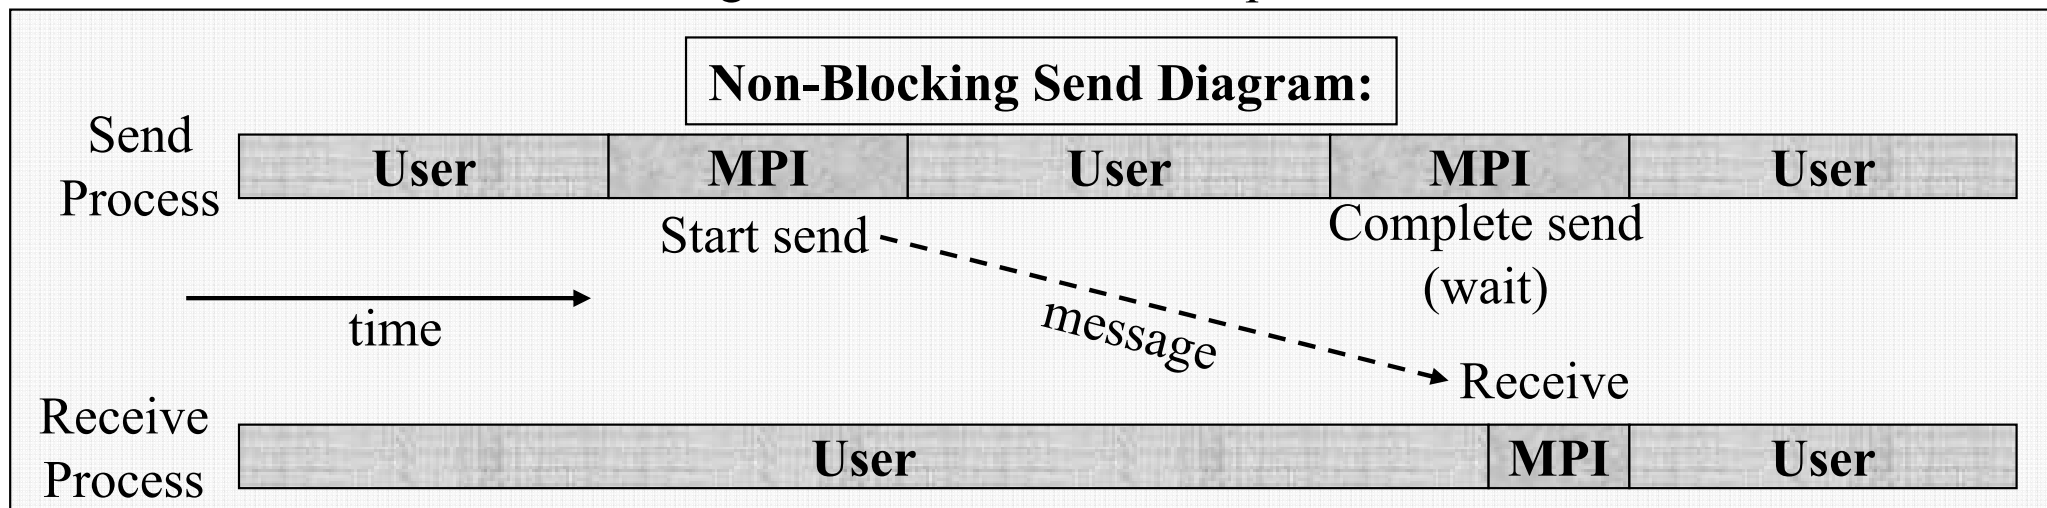 Non-Blocking Send Diagram:
Send
Process
User MPI User MPI User
Start send
Complete send
(wait)
time
message
Receive
Receive
Process
User MPI User